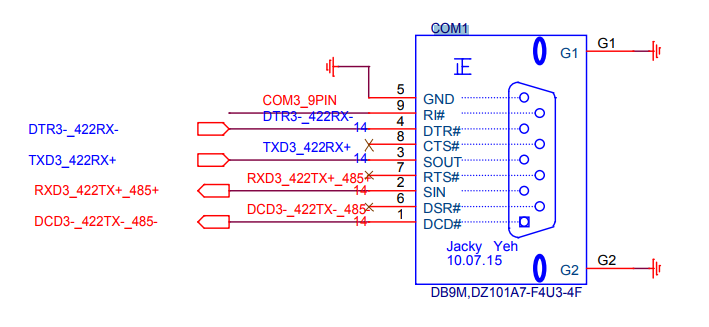 COM1
G1 G1
正
5 GND
COM3_9PIN 9 RI#
DTR3-_422RX- DTR3-_422RX- 14 4 DTR#
8 CTS#
TXD3_422RX+ TXD3_422RX+ 14 3 SOUT
7 RTS#
RXD3_422TX+_485+ RXD3_422TX+_485+ 14 2 SIN
6 DSR#
DCD3-_422TX-_485- DCD3-_422TX-_485- 14 1 DCD#
Jacky Yeh
10.07.15
G2 G2
DB9M,DZ101A7-F4U3-4F